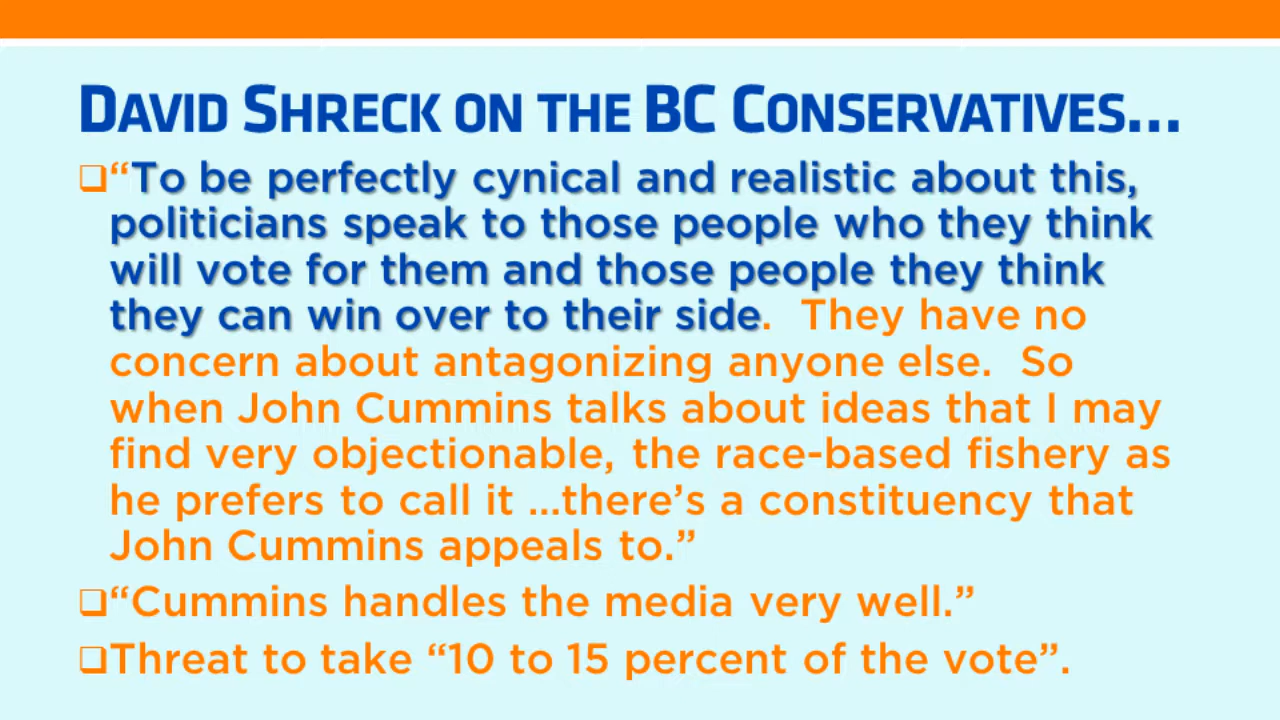 DAVID SHRECK ON THE BC CONSERVATIVES...
❑“To be perfectly cynical and realistic about this,
politicians speak to those people who they think
will vote for them and those people they think
they can win over to their side.  They have no
concern about antagonizing anyone else.  So
when John Cummins talks about ideas that I may
find very objectionable, the race-based fishery as
he prefers to call it ...there’s a constituency that
John Cummins appeals to.”
❑“Cummins handles the media very well.”
❑Threat to take “10 to 15 percent of the vote”.